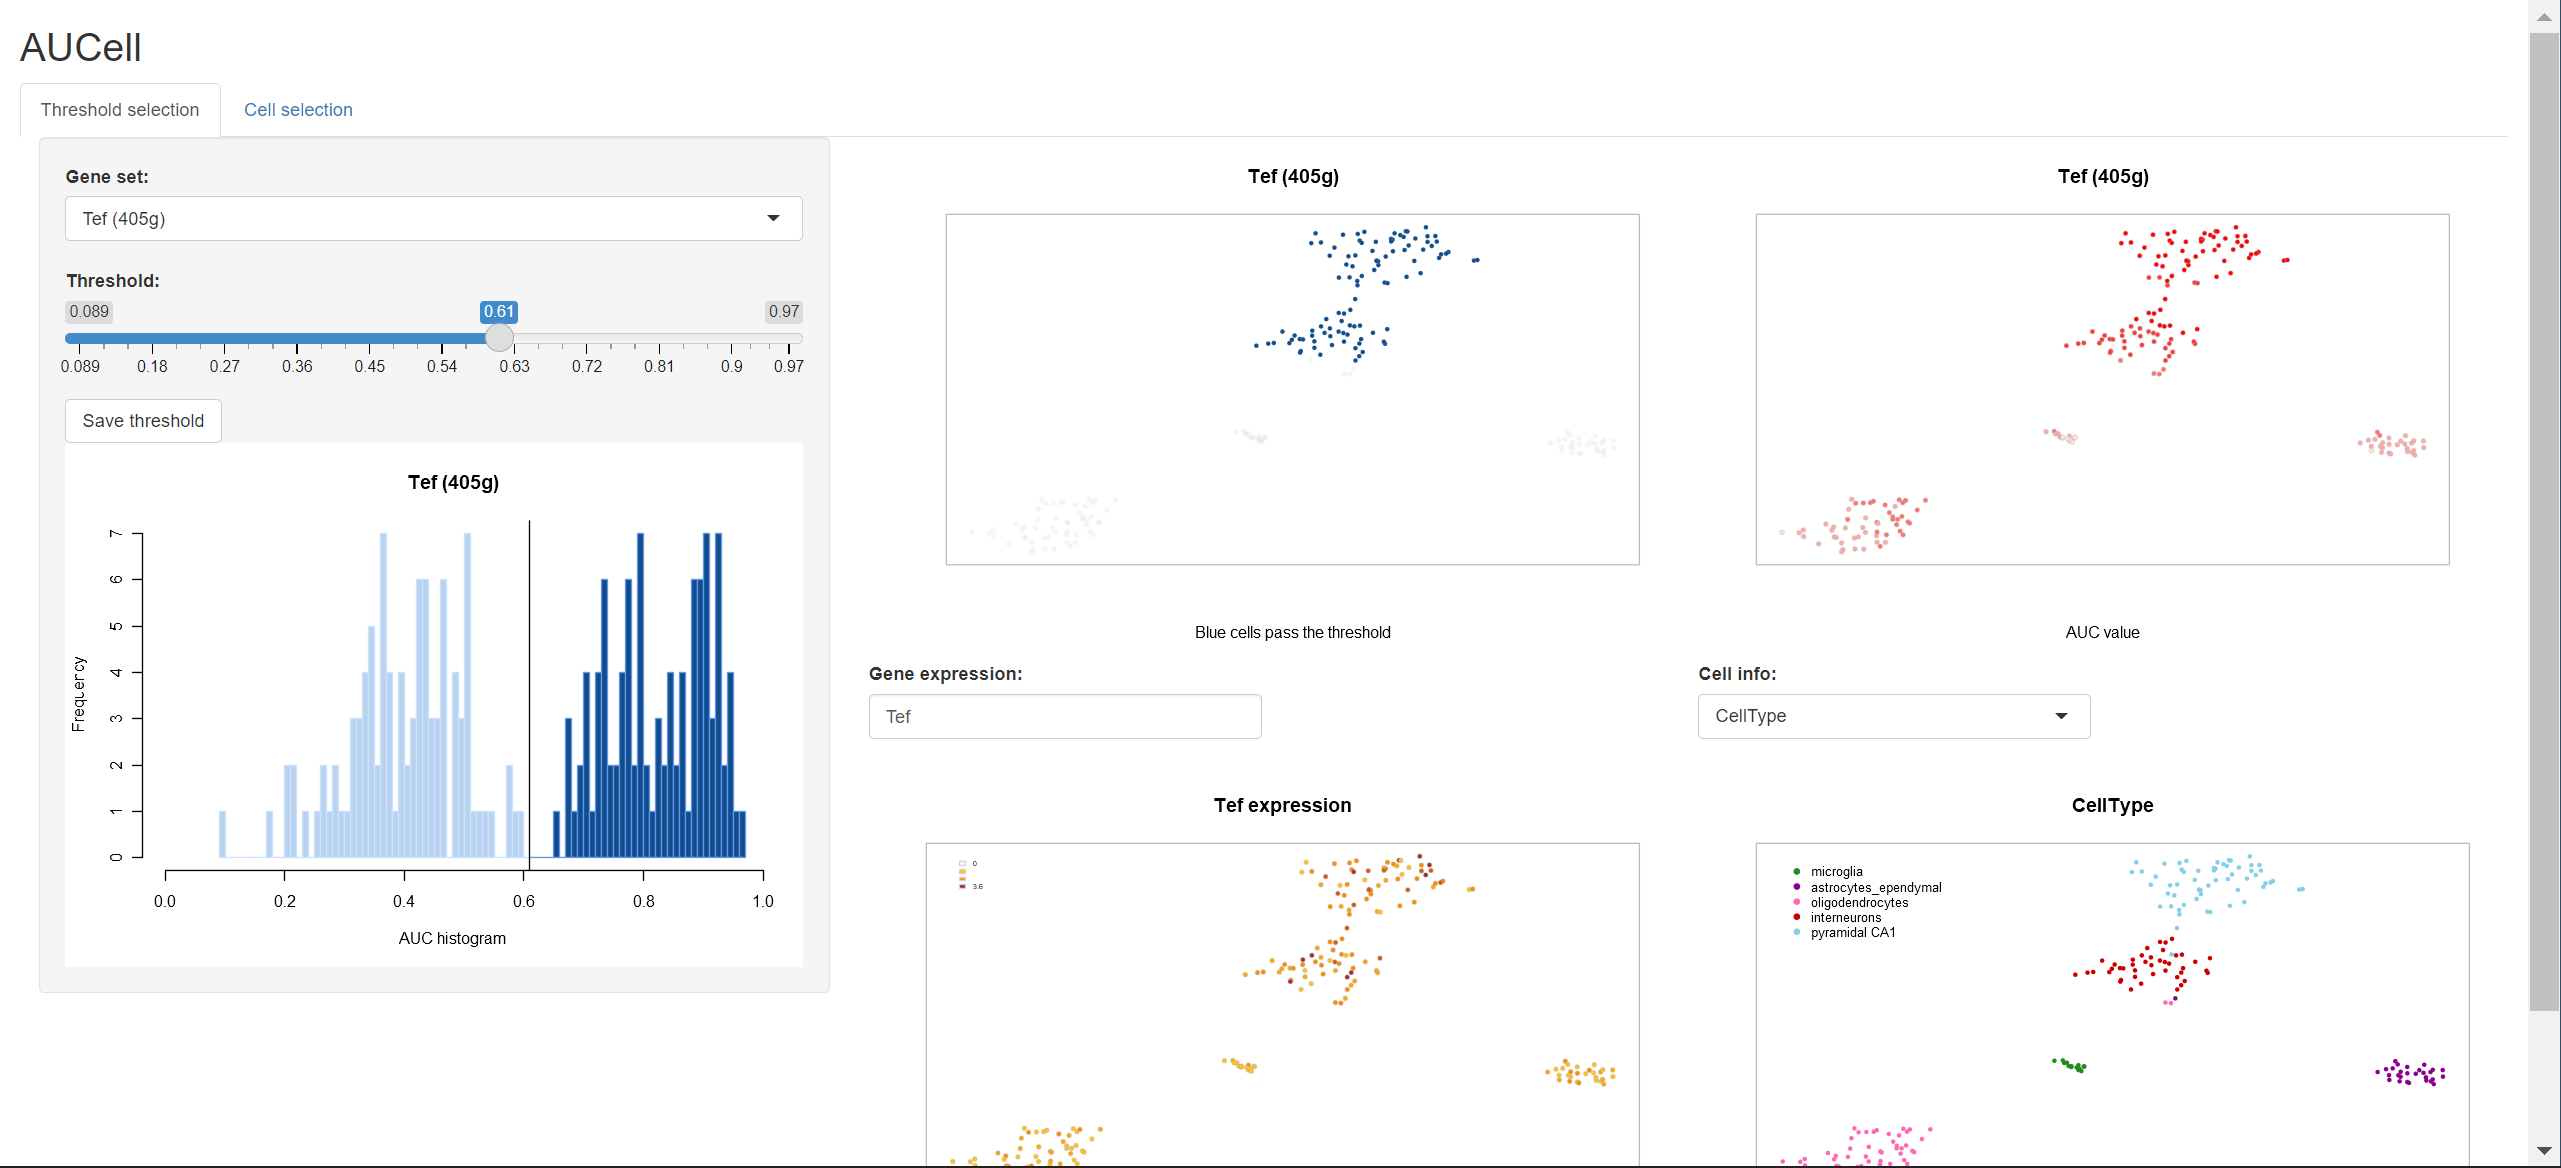 AUCell
Threshold selection
Cell selection
Gene set:
Tef (405g)
Threshold:
0.089 0.61 0.97
0.089 0.18 0.27 0.36 0.45 0.54 0.63 0.72 0.81 0.9 0.97
Save threshold
Tef (405g)
Frequency
7
6
5
4
3
2
1
0
0.0 0.2 0.4 0.6 0.8 1.0
AUC histogram
Tef (405g)
Blue cells pass the threshold
Tef (405g)
AUC value
Gene expression:
Tef
Cell info:
CellType
Tef expression
0
3.6
CellType
microglia
astrocytes_ependymal
oligodendrocytes
interneurons
pyramidal CA1